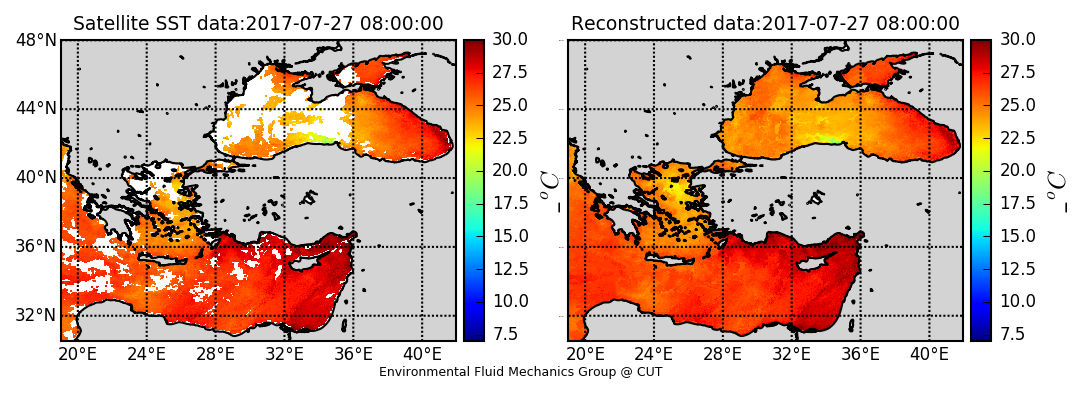 Satellite SST data:2017-07-27 08:00:00
48°N
44°N
40°N
36°N
32°N
20°E 24°E 28°E 32°E 36°E 40°E
30.0
27.5
25.0
22.5
20.0
17.5
15.0
12.5
10.0
7.5
_ °C
Reconstructed data:2017-07-27 08:00:00
20°E 24°E 28°E 32°E 36°E 40°E
30.0
27.5
25.0
22.5
20.0
17.5
15.0
12.5
10.0
7.5
_ °C
Environmental Fluid Mechanics Group @ CUT